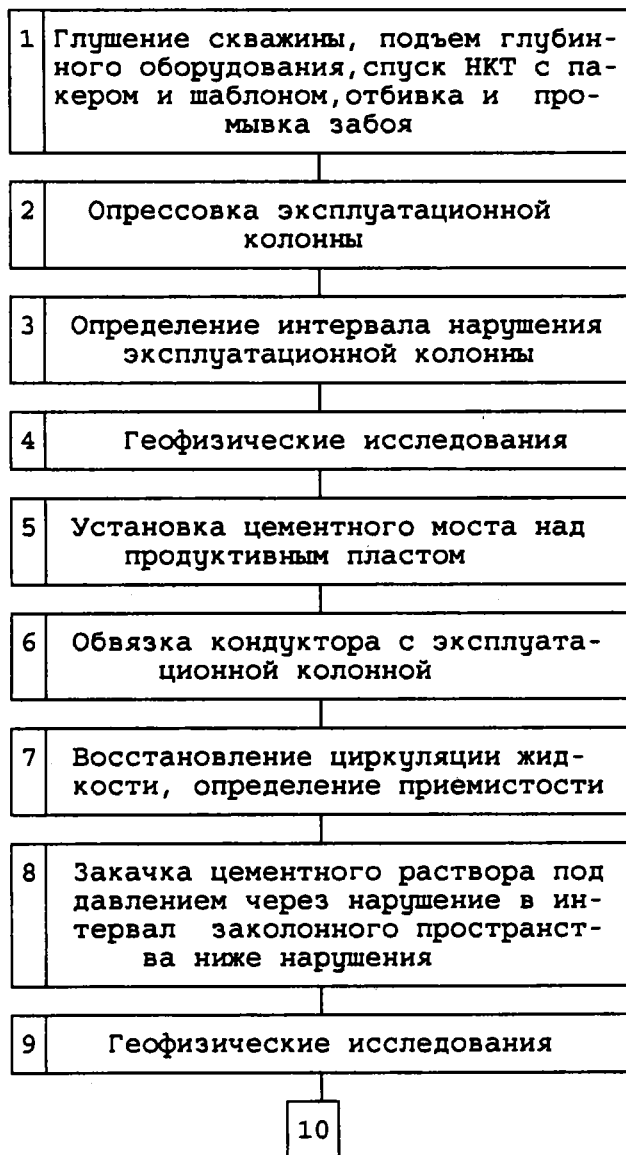 1 Глушение скважины, подъем глубин-
ного оборудования,спуск НКТ с па-
кером и шаблоном,отбивка и про-
мывка забоя
2 Опрессовка эксплуатационной
колонны
3 Определение интервала нарушения
эксплуатационной колонны
4 Геофизические исследования
5 Установка цементного моста над
продуктивным пластом
6 Обвязка кондуктора с эксплуата-
ционной колонной
7 Восстановление циркуляции жид-
кости, определение приемистости
8 Закачка цементного раствора под
давлением через нарушение в ин-
тервал заколонного пространст-
ва ниже нарушения
9 Геофизические исследования
10